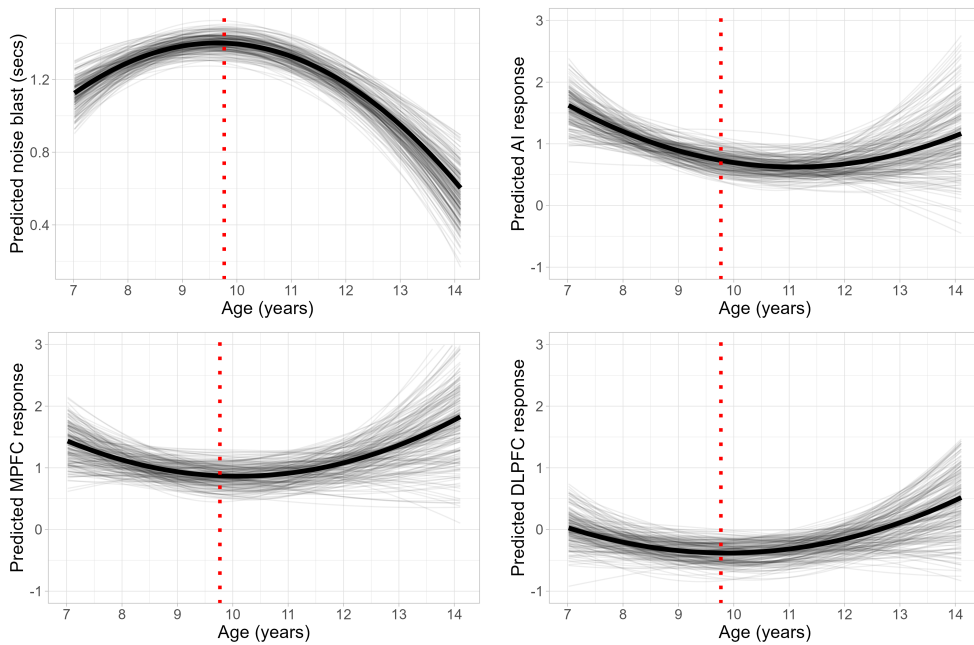 Predicted noise blast (secs)
1.2
0.8
0.4
7 8 9 10 11 12 13 14
Age (years)
Predicted AI response
3
2
1
0
-1
7 8 9 10 11 12 13 14
Age (years)
Predicted MPFC response
3
2
1
0
-1
7 8 9 10 11 12 13 14
Age (years)
Predicted DLPFC response
3
2
1
0
-1
7 8 9 10 11 12 13 14
Age (years)